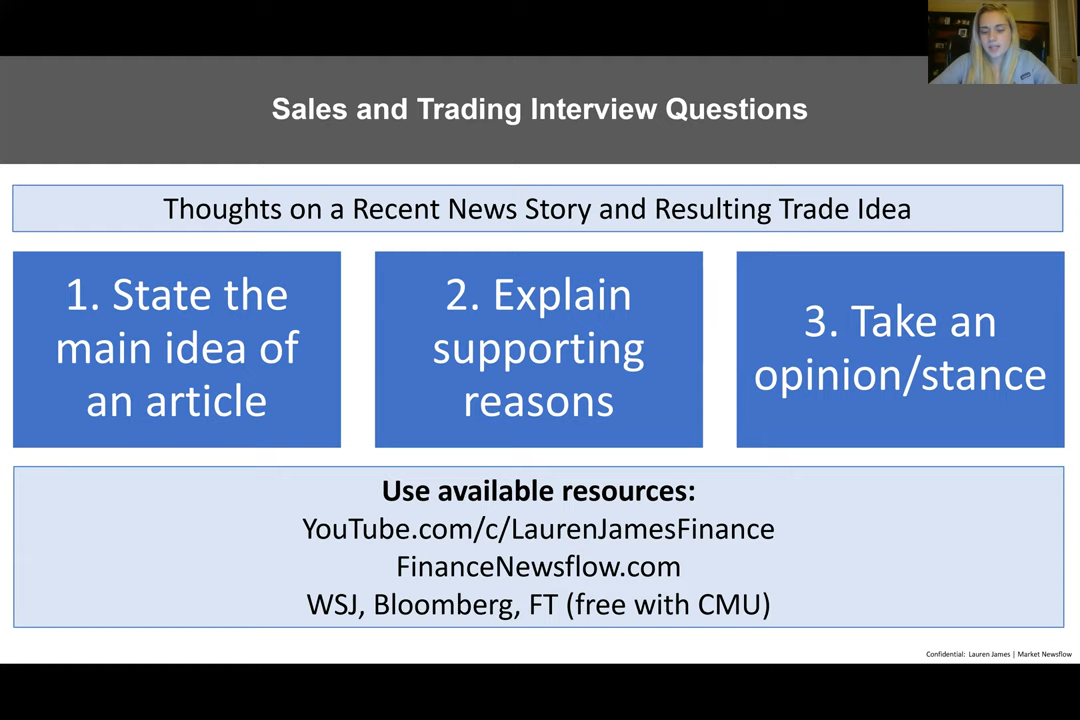 Sales and Trading Interview Questions
Thoughts on a Recent News Story and Resulting Trade Idea
1. State the
main idea of
an article
2. Explain
supporting
reasons
3. Take an
opinion/stance
Use available resources:
YouTube.com/c/LaurenJamesFinance
FinanceNewsflow.com
WSJ, Bloomberg, FT (free with CMU)
Confidential: Lauren James | Market Newsflow